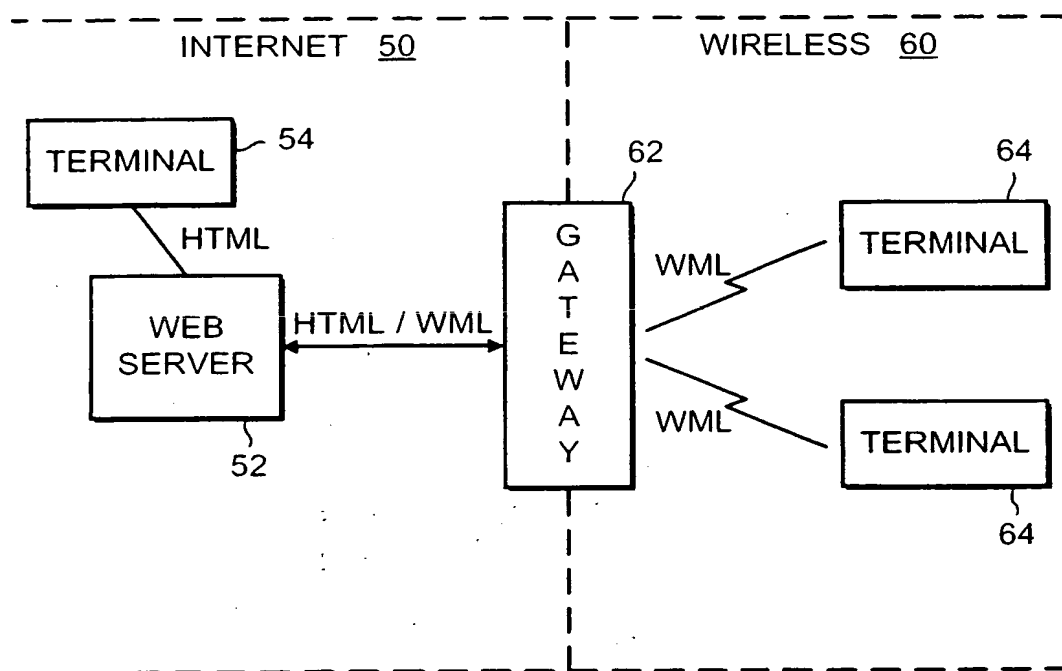 INTERNET 50
WIRELESS 60
TERMINAL
54
HTML
WEB
SERVER
52
HTML / WML
62
GATEWAY
WML
WML
64
TERMINAL
TERMINAL
64